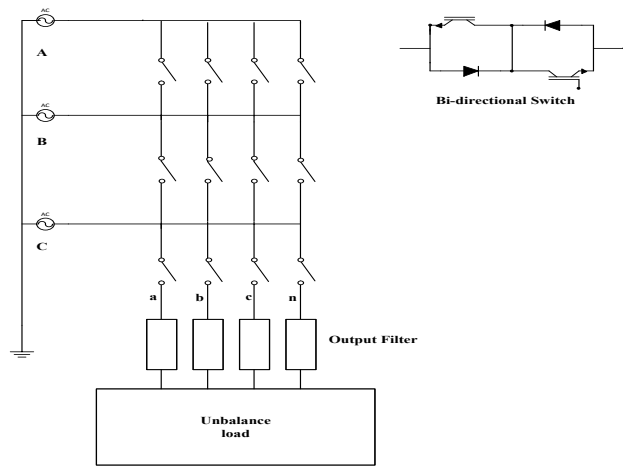 AC
A
AC
B
AC
C
Bi-directional Switch
a b c n
Output Filter
Unbalance
load